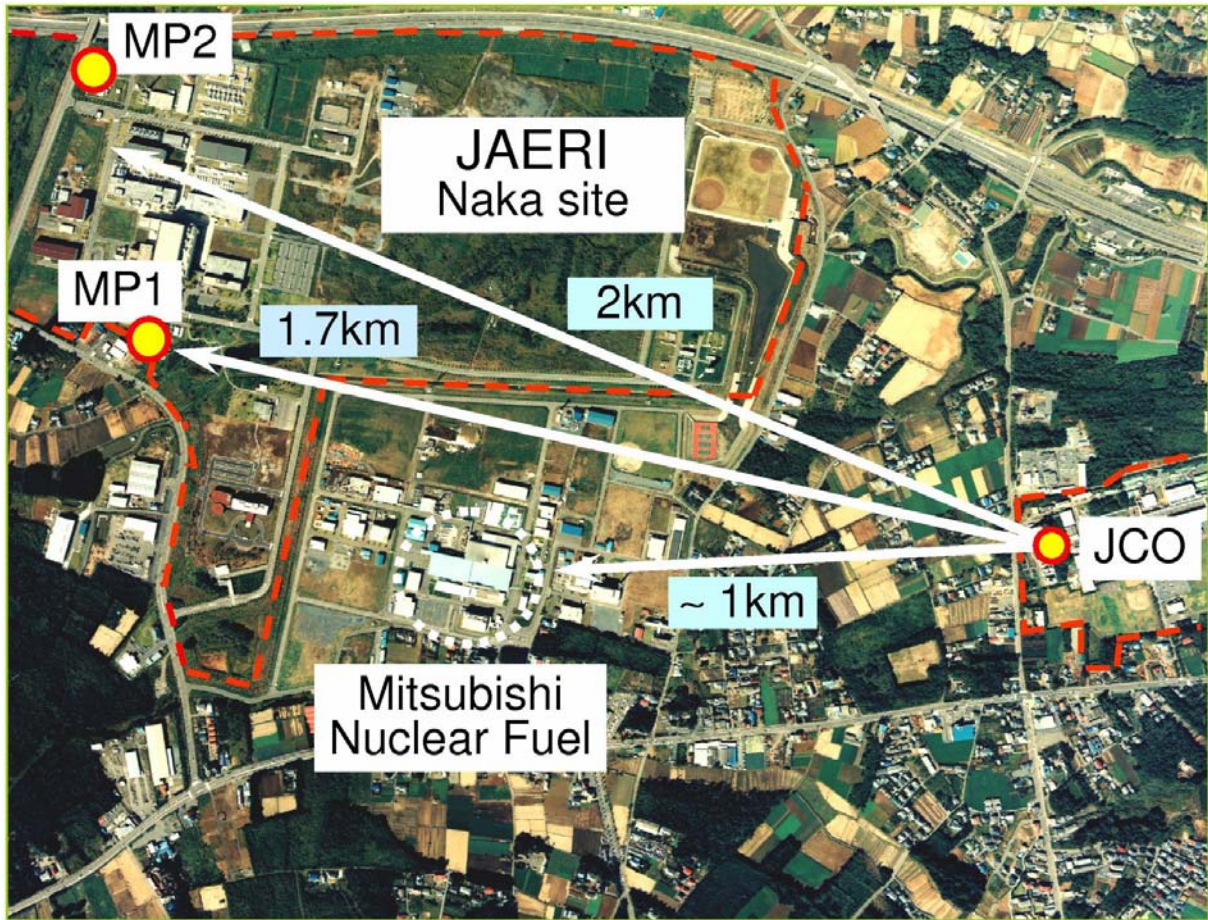 MP2
JAERI
Naka site
MP1
1.7km
2km
JCO
~ 1km
Mitsubishi
Nuclear Fuel